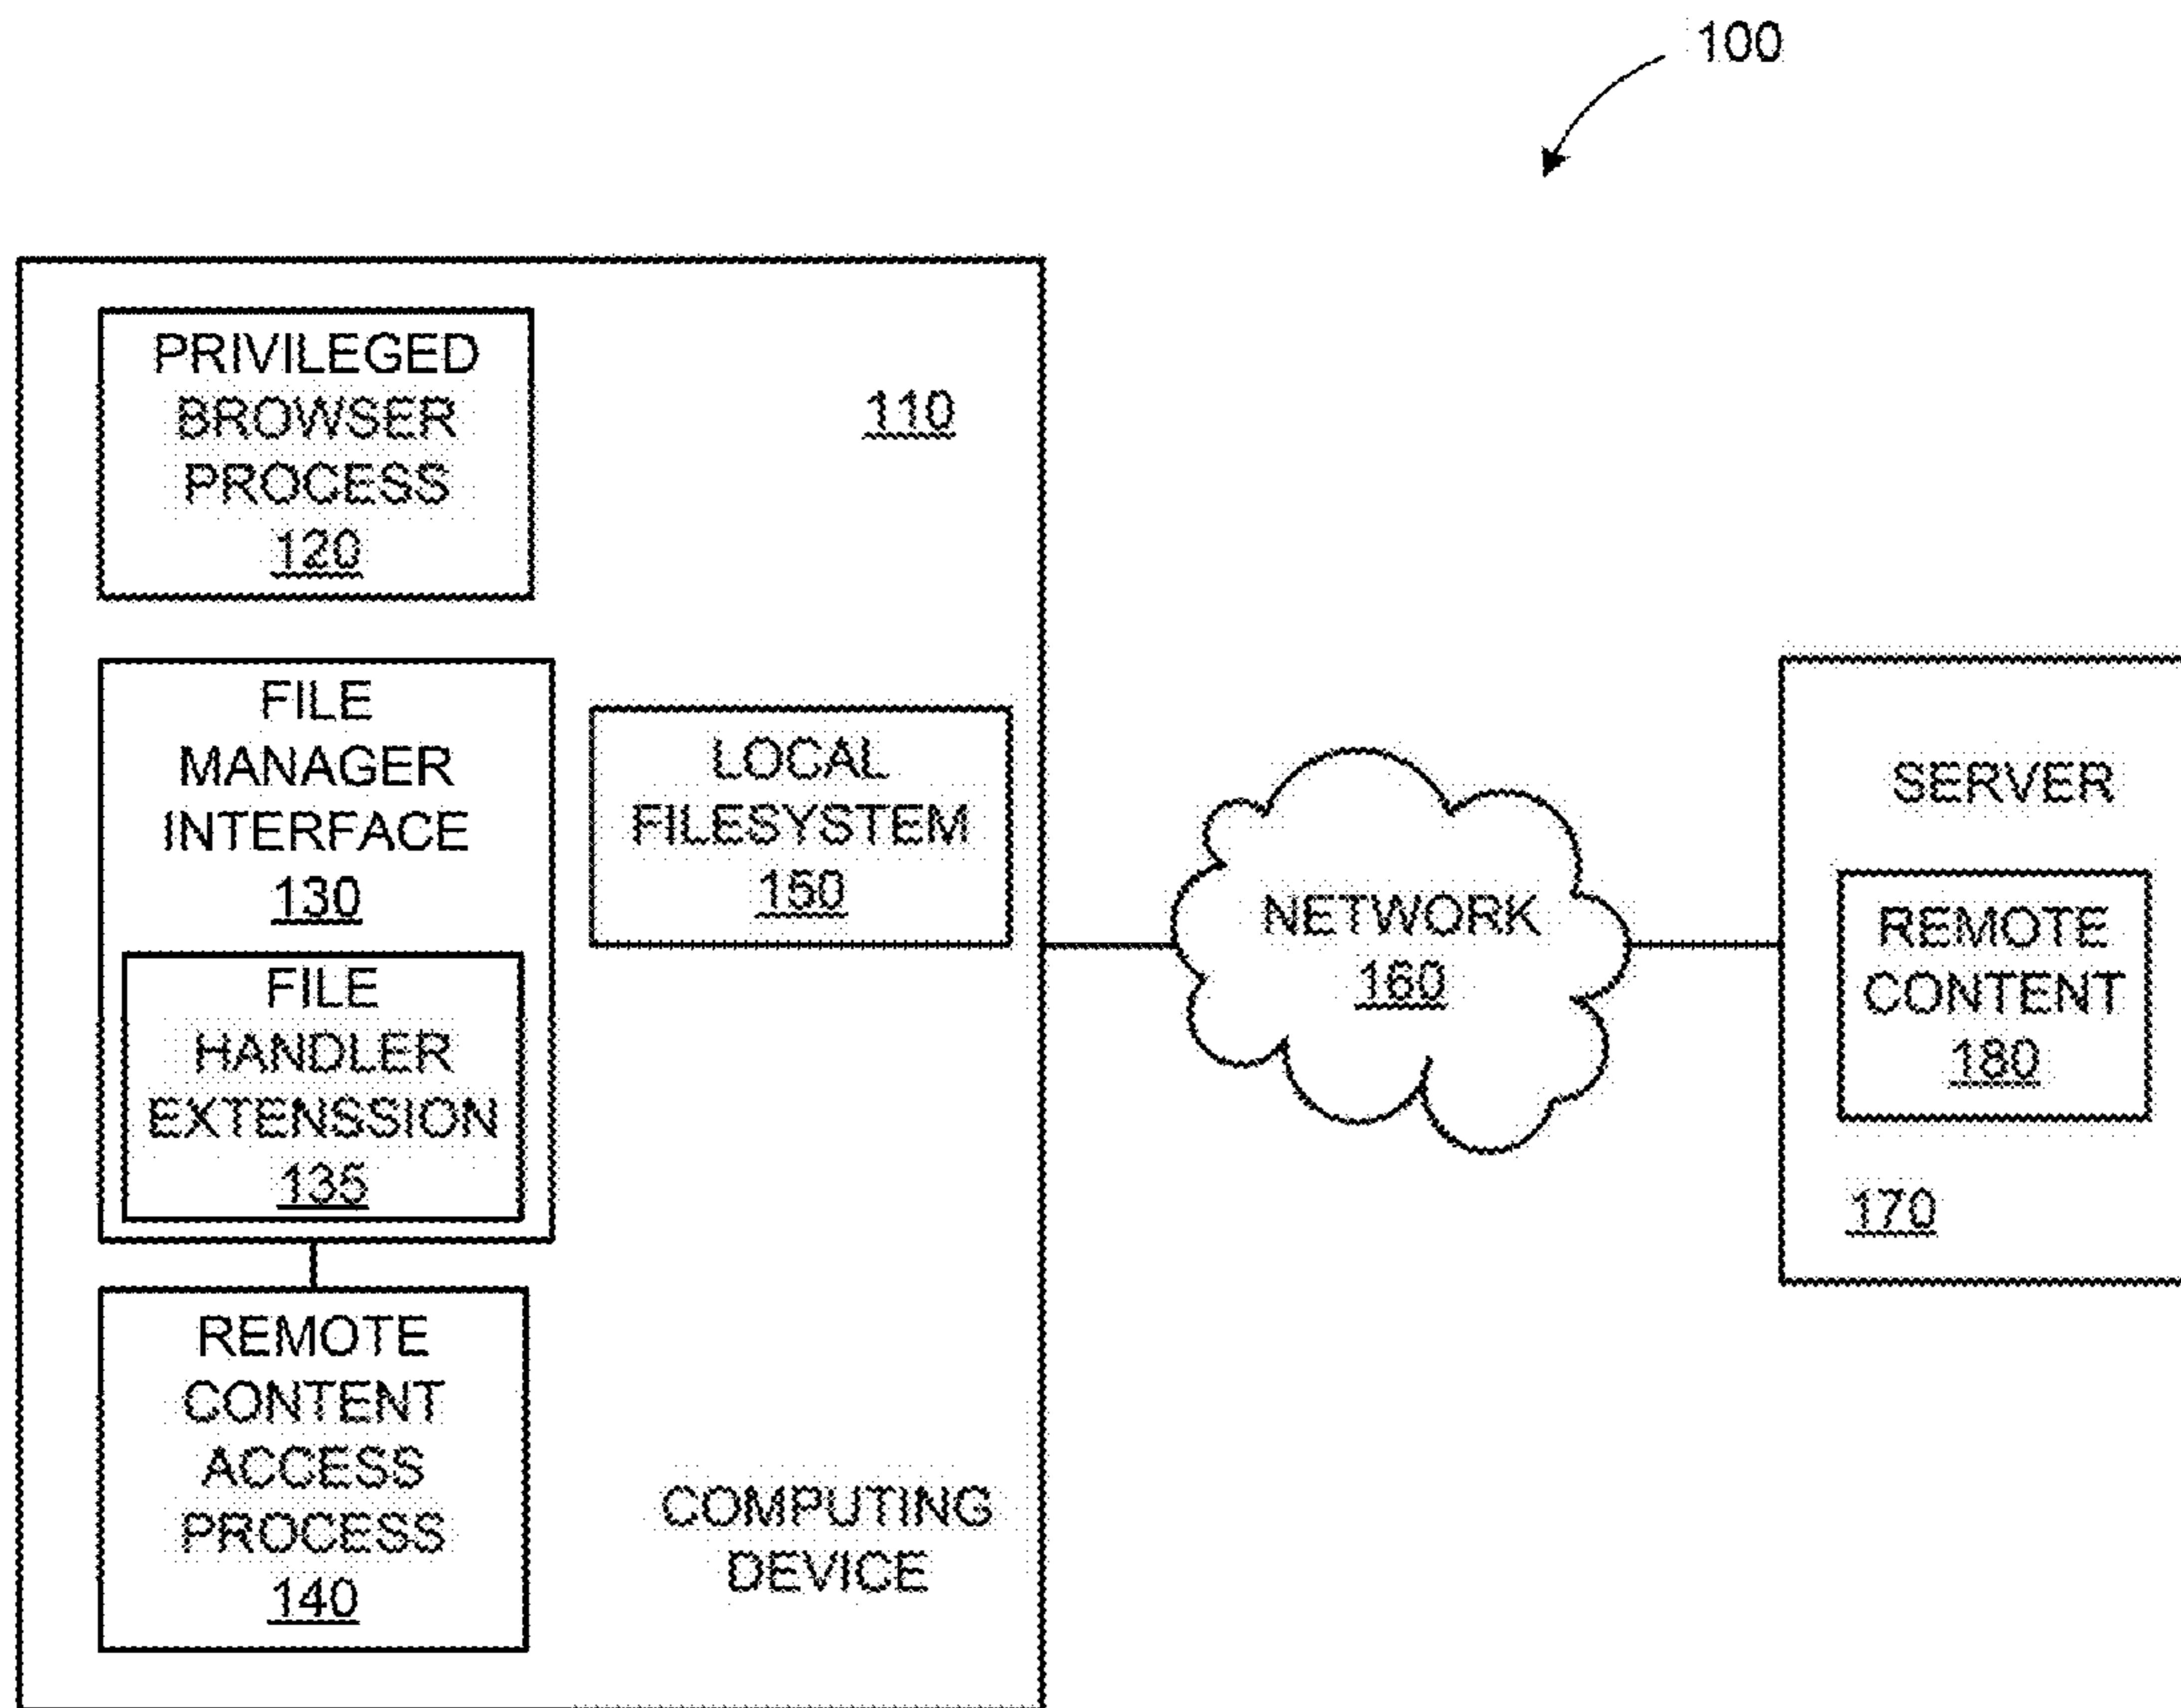 100
PRIVILEGED
BROWSER
PROCESS
120
110
FILE
MANAGER
INTERFACE
130
FILE
HANDLER
EXTENSSION
135
LOCAL
FILESYSTEM
150
REMOTE
CONTENT
ACCESS
PROCESS
140
COMPUTING
DEVICE
NETWORK
160
SERVER
REMOTE
CONTENT
180
170